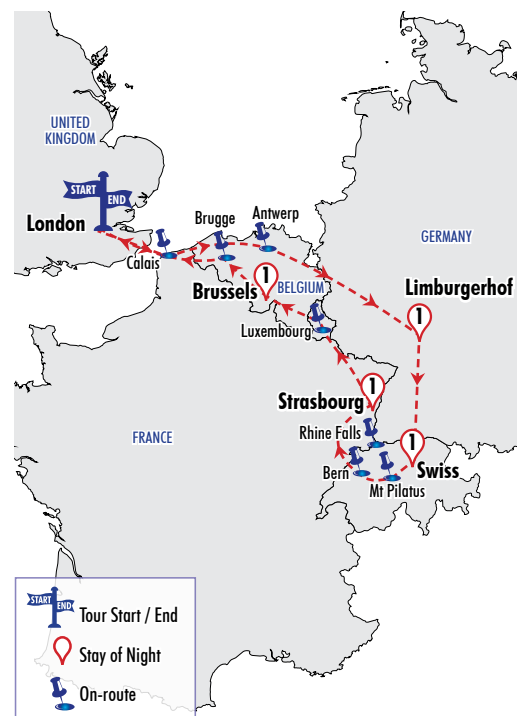 UNITED
KINGDOM
START
END
London
Calais
Brugge
Antwerp
GERMANY
1
Brussels
BELGIUM
1
Limburgerhof
Luxembourg
1
Strasbourg
FRANCE
Rhine Falls
1
Swiss
Bern
Mt Pilatus
START
END
Tour Start / End
Stay of Night
On-route